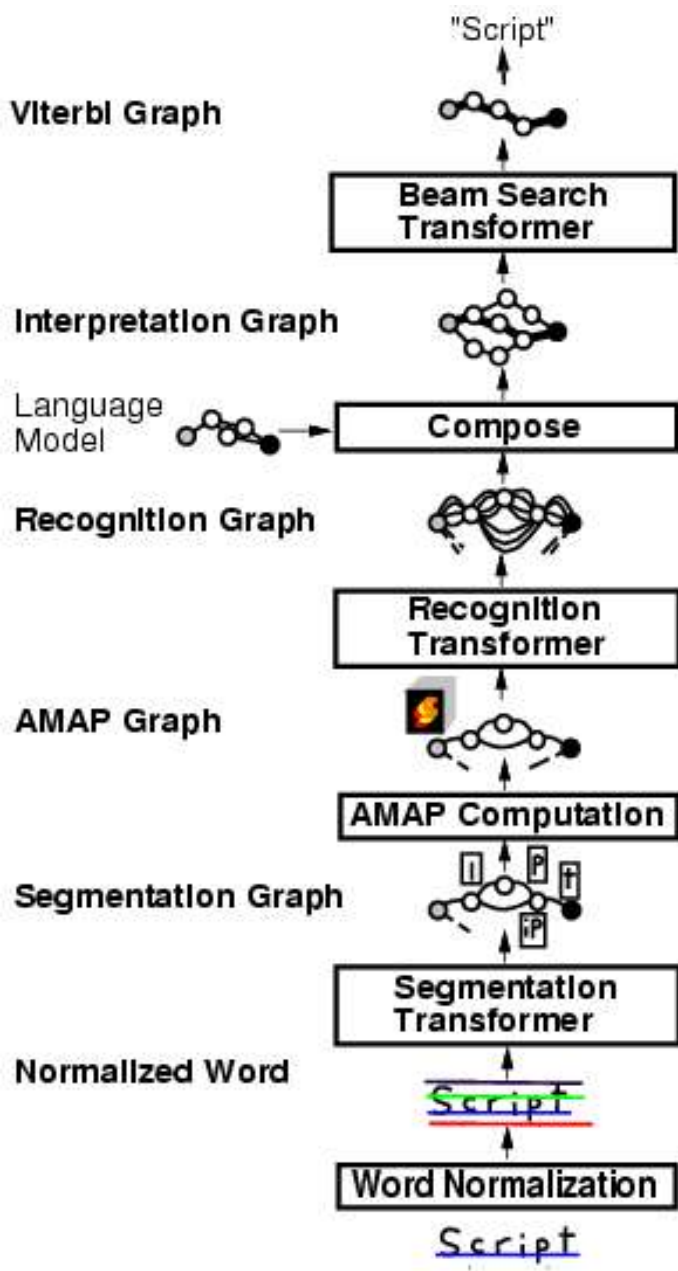 "Script"
Viterbi Graph
Beam Search
Transformer
Interpretation Graph
Language
Model
Compose
Recognition Graph
Recognition
Transformer
AMAP Graph
AMAP Computation
i
P
t
Segmentation Graph
iP
Segmentation
Transformer
Normalized Word
Script
Word Normalization
Script